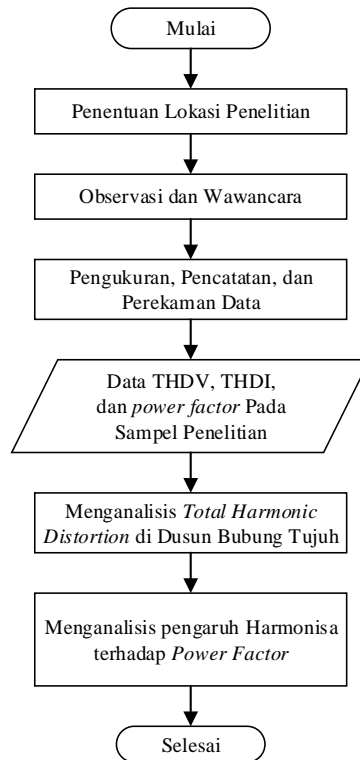 Mulai
Penentuan Lokasi Penelitian
Observasi dan Wawancara
Pengukuran, Pencatatan, dan
Perekaman Data
Data THDV, THDI,
dan power factor Pada
Sampel Penelitian
Menganalisis Total Harmonic
Distortion di Dusun Bubung Tujuh
Menganalisis pengaruh Harmonisa
terhadap Power Factor
Selesai